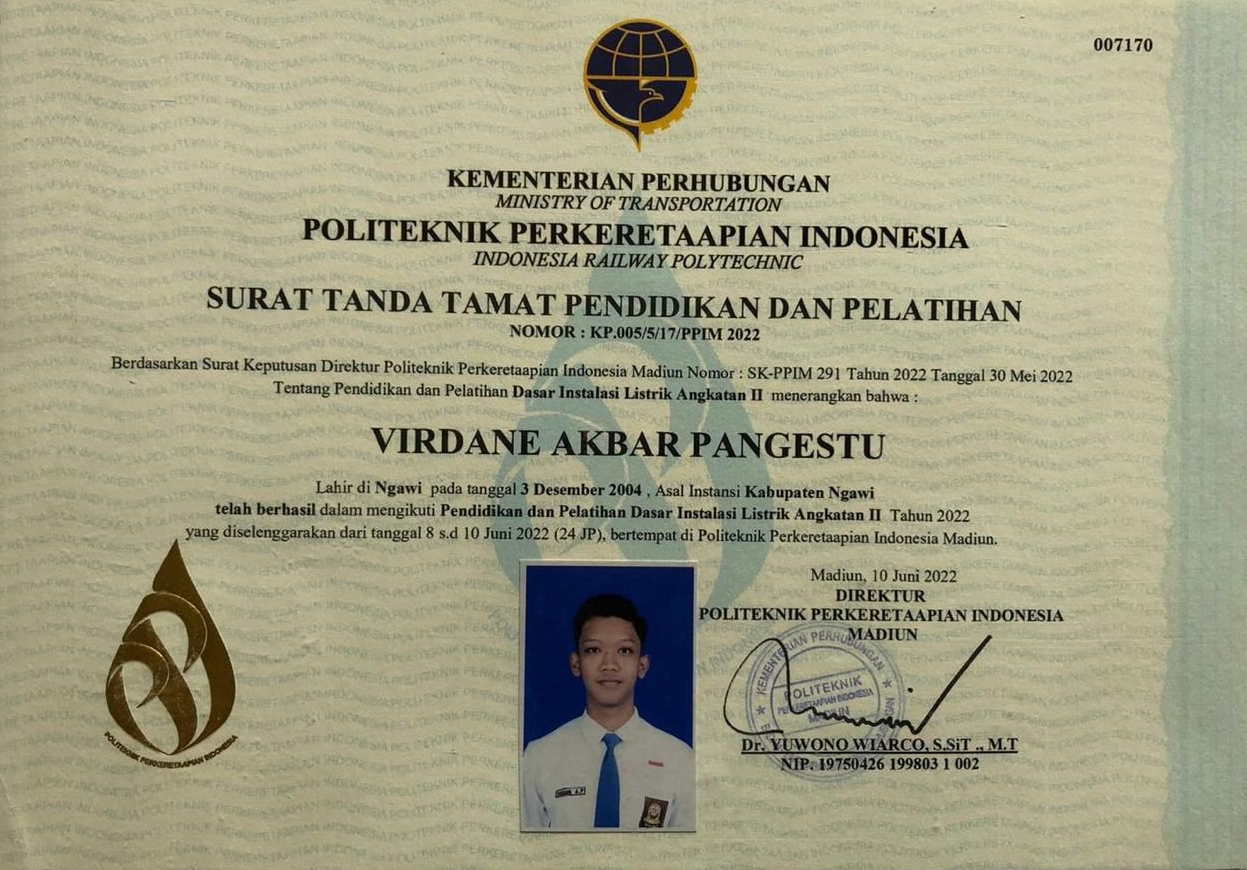 007170
KEMENTERIAN PERHUBUNGAN
MINISTRY OF TRANSPORTATION
POLITEKNIK PERKERETAAPIAN INDONESIA
INDONESIA RAILWAY POLYTECHNIC
SURAT TANDA TAMAT PENDIDIKAN DAN PELATIHAN
NOMOR : KP.005/5/17/PPIM 2022
Berdasarkan Surat Keputusan Direktur Politeknik Perkeretaapian Indonesia Madiun Nomor : SK-PPIM 291 Tahun 2022 Tanggal 30 Mei 2022
Tentang Pendidikan dan Pelatihan Dasar Instalasi Listrik Angkatan II menerangkan bahwa :
VIRDANE AKBAR PANGESTU
Lahir di Ngawi pada tanggal 3 Desember 2004 , Asal Instansi Kabupaten Ngawi
telah berhasil dalam mengikuti Pendidikan dan Pelatihan Dasar Instalasi Listrik Angkatan II Tahun 2022
yang diselenggarakan dari tanggal 8 s.d 10 Juni 2022 (24 JP), bertempat di Politeknik Perkeretaapian Indonesia Madiun.
Madiun, 10 Juni 2022
DIREKTUR
POLITEKNIK PERKERETAAPIAN INDONESIA
MADIUN
KEMENTERIAN PERHUBUNGAN
POLITEKNIK
PERKERETAAPIAN INDONESIA
MADIUN
Dr. YUWONO WIARCO, S.SiT ., M.T
NIP. 19750426 199803 1 002
POLITEKNIK PERKERETAAPIAN INDONESIA